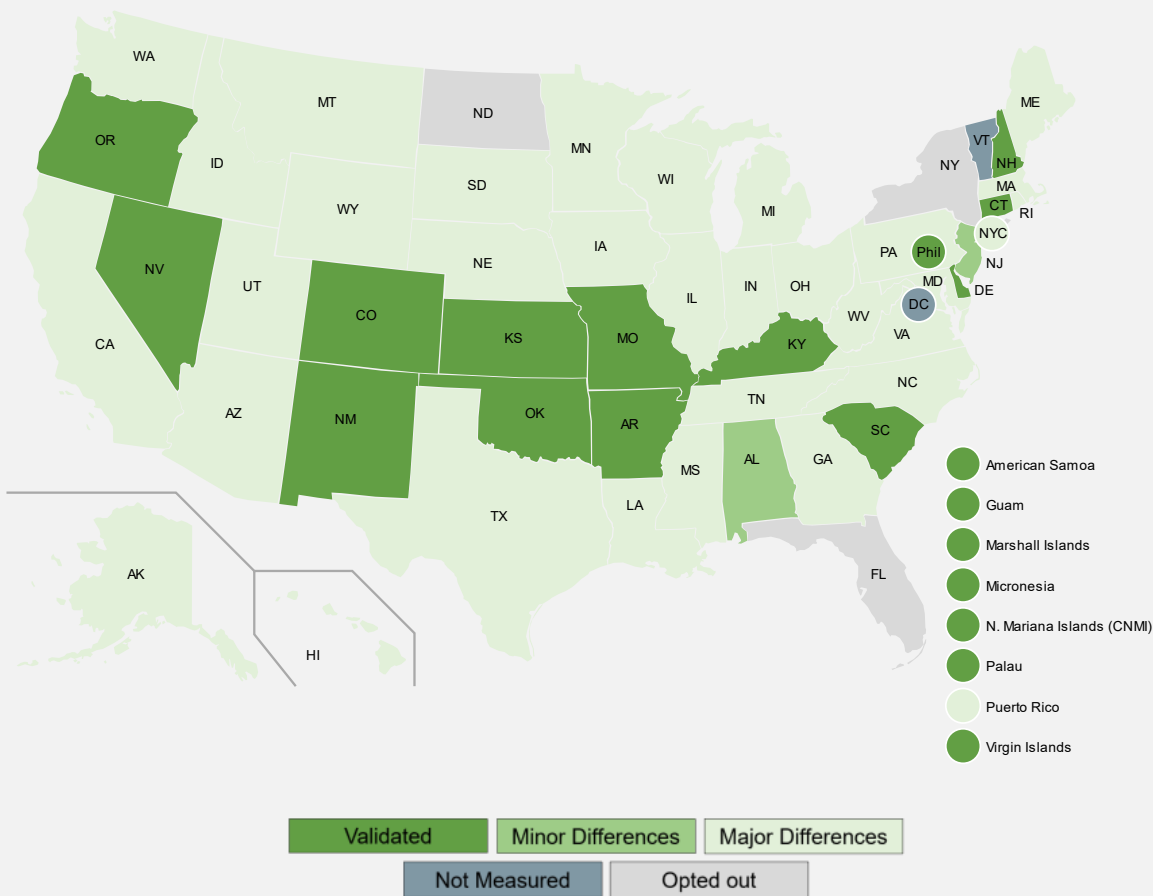 WA
MT
ND
ME
OR
ID
MN
VT
NH
NY
SD
WI
MA
WY
MI
CT
RI
NYC
IA
PA
Phil
NJ
NV
NE
UT
IL
IN
OH
MD
DE
DC
CO
WV
VA
CA
KS
MO
KY
NC
AZ
NM
TN
OK
AR
SC
MS
AL
GA
American Samoa
Guam
TX
LA
Marshall Islands
AK
FL
Micronesia
N. Mariana Islands (CNMI)
HI
Palau
Puerto Rico
Virgin Islands
Validated
Minor Differences
Major Differences
Not Measured
Opted out